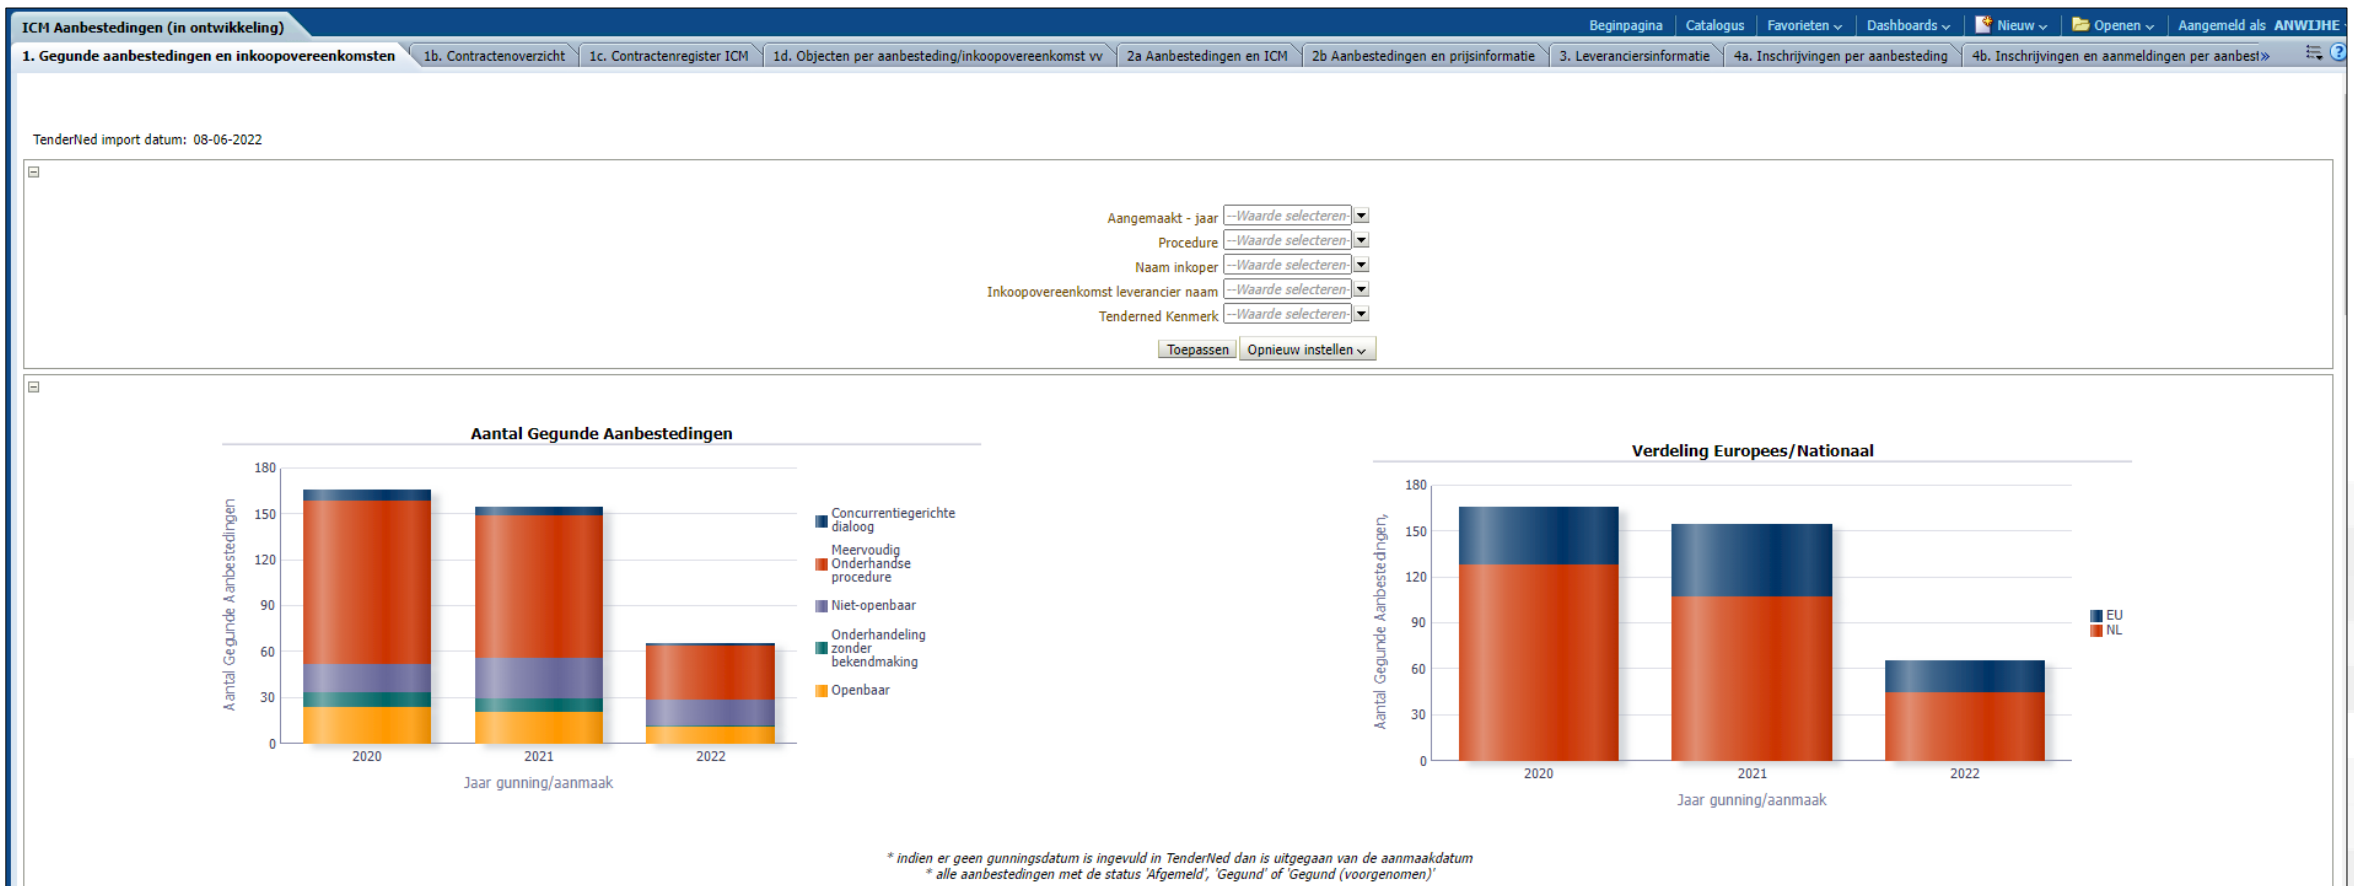 ICM Aanbestedingen (in ontwikkeling)
Beginpagina Catalogus Favorieten Dashboards Nieuw Openen Aangemeld als ANWIJHE
1. Gegunde aanbestedingen en inkoopovereenkomsten 1b. Contractenoverzicht 1c. Contractenregister ICM 1d. Objecten per aanbesteding/inkoopovereenkomst vv 2a Aanbestedingen en ICM 2b Aanbestedingen en prijsinformatie 3. Leveranciersinformatie 4a. Inschrijvingen per aanbesteding 4b. Inschrijvingen en aanmeldingen per aanbest»
TenderNed import datum: 08-06-2022
Aangemaakt - jaar --Waarde selecteren-
Procedure --Waarde selecteren-
Naam inkoper --Waarde selecteren-
Inkoopovereenkomst leverancier naam --Waarde selecteren-
Tenderned Kenmerk --Waarde selecteren-
Toepassen Opnieuw instellen
Aantal Gegunde Aanbestedingen
Aantal Gegunde Aanbestedingen
180
150
120
90
60
30
0
2020 2021 2022
Jaar gunning/aanmaak
Concurrentiegerichte
dialoog
Meervoudig
Onderhandse
procedure
Niet-openbaar
Onderhandeling
zonder
bekendmaking
Openbaar
Verdeling Europees/Nationaal
Aantal Gegunde Aanbestedingen,
180
150
120
90
60
30
0
2020 2021 2022
Jaar gunning/aanmaak
EU
NL
* indien er geen gunningsdatum is ingevuld in TenderNed dan is uitgegaan van de aanmaakdatum
* alle aanbestedingen met de status 'Afgemeld', 'Gegund' of 'Gegund (voorgenomen)'